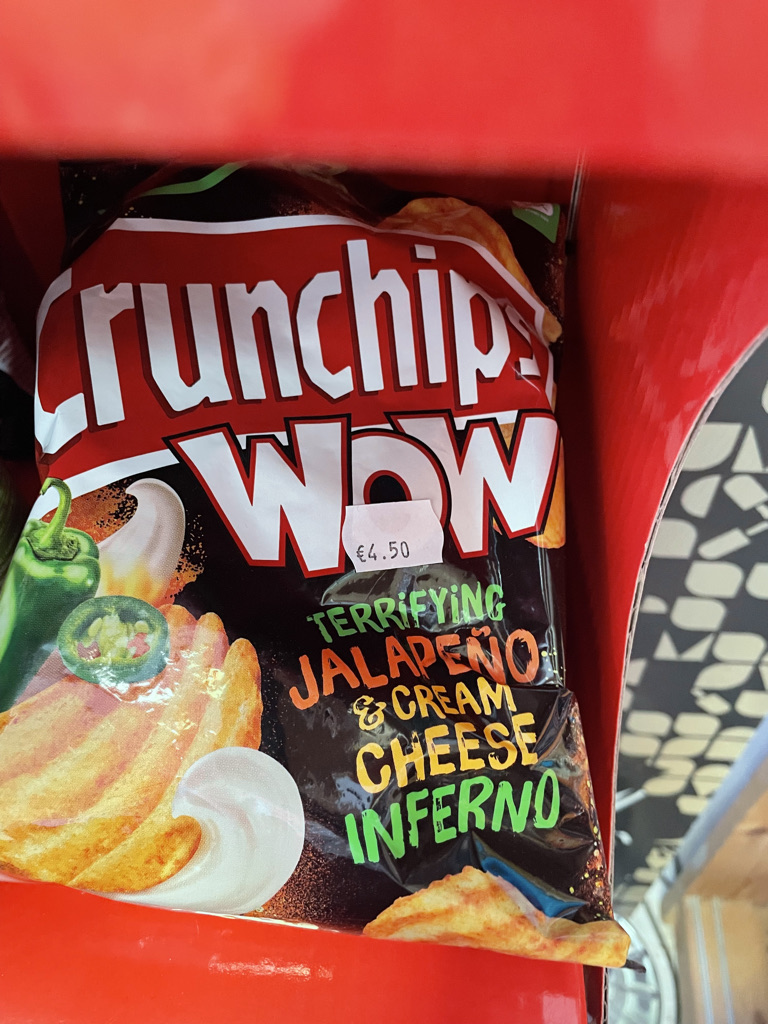 Crunchips
WOW
€4.50
TERRiFYiNG
JALAPEÑO
& CREAM
CHEESE
INFERNO